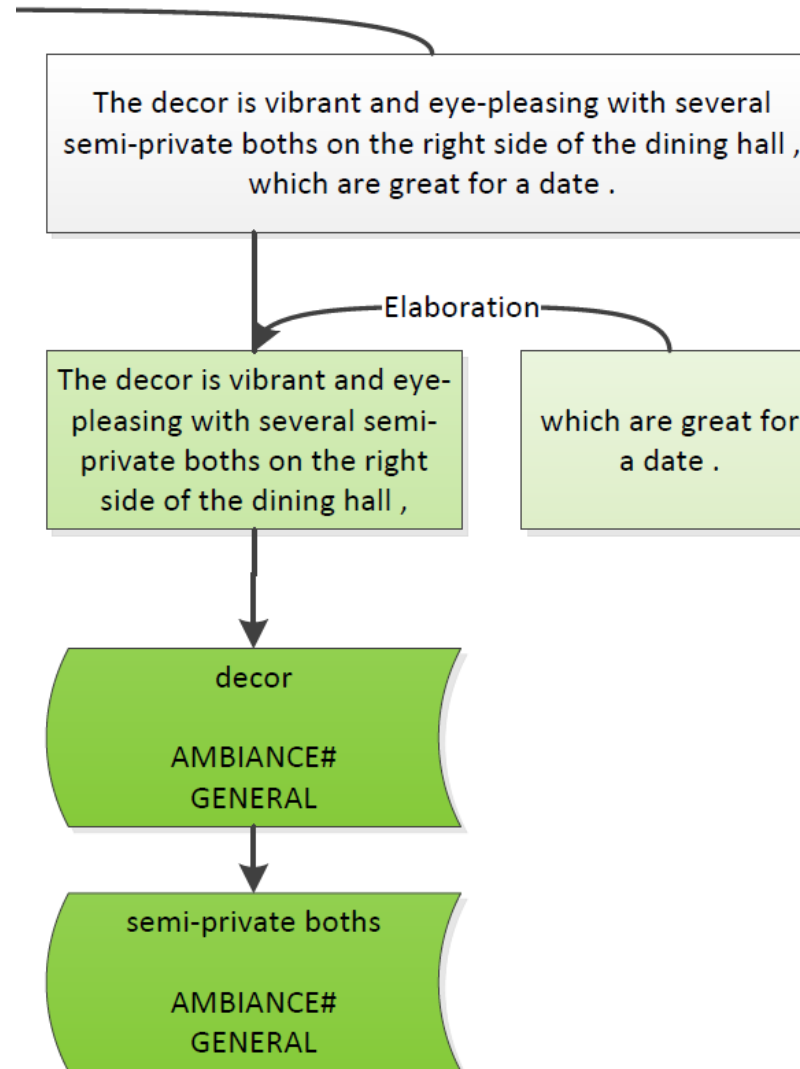 The decor is vibrant and eye-pleasing with several
semi-private boths on the right side of the dining hall ,
which are great for a date .
Elaboration
The decor is vibrant and eye-
pleasing with several semi-
private boths on the right
side of the dining hall ,
which are great for
a date .
decor
AMBIANCE#
GENERAL
semi-private boths
AMBIANCE#
GENERAL